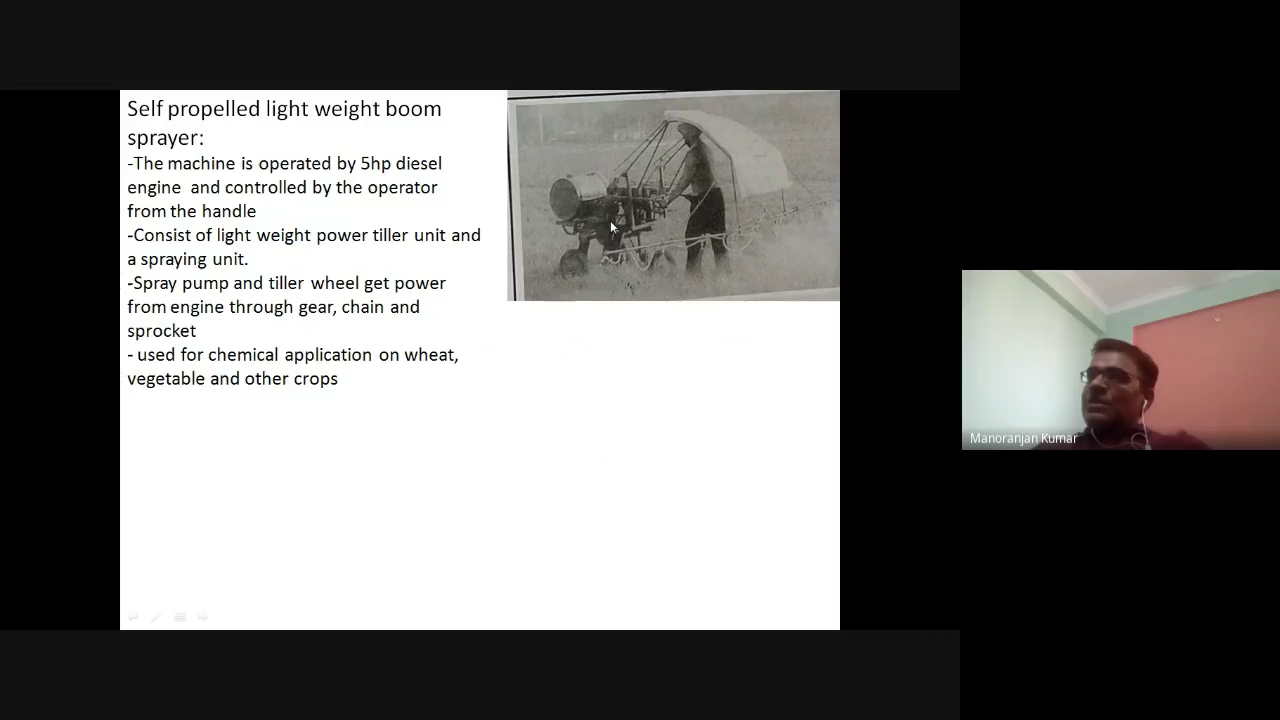 Self propelled light weight boom
sprayer:
-The machine is operated by 5hp diesel
engine and controlled by the operator
from the handle
-Consist of light weight power tiller unit and
a spraying unit.
-Spray pump and tiller wheel get power
from engine through gear, chain and
sprocket
- used for chemical application on wheat,
vegetable and other crops
Manoranjan Kumar